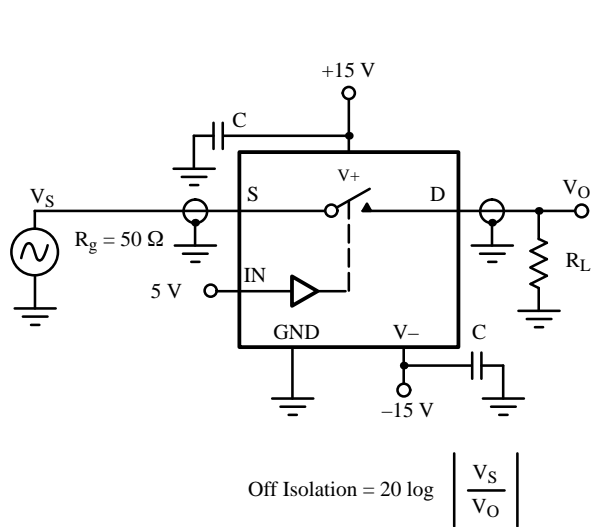 +15 V
C
V+
S
D
V_S
V_O
R_g = 50 Ω
R_L
5 V
IN
GND
V–
C
–15 V
Off Isolation = 20 log | V_S / V_O |